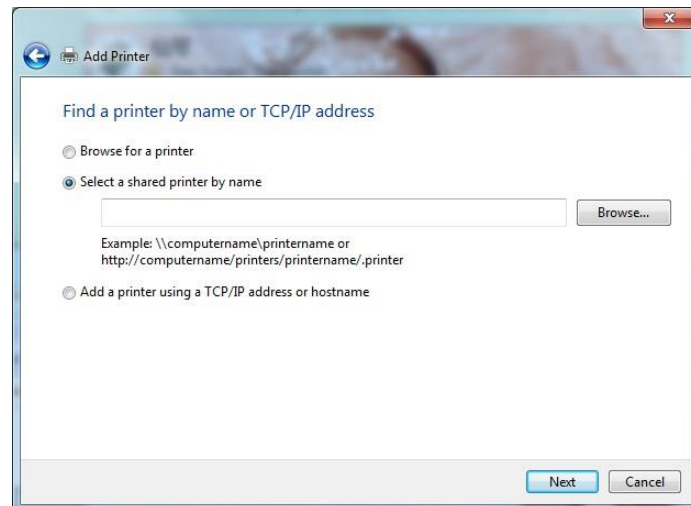 Add Printer
Find a printer by name or TCP/IP address
Browse for a printer
Select a shared printer by name
Browse...
Example: \\computername\printername or
http://computername/printers/printername/.printer
Add a printer using a TCP/IP address or hostname
Next Cancel